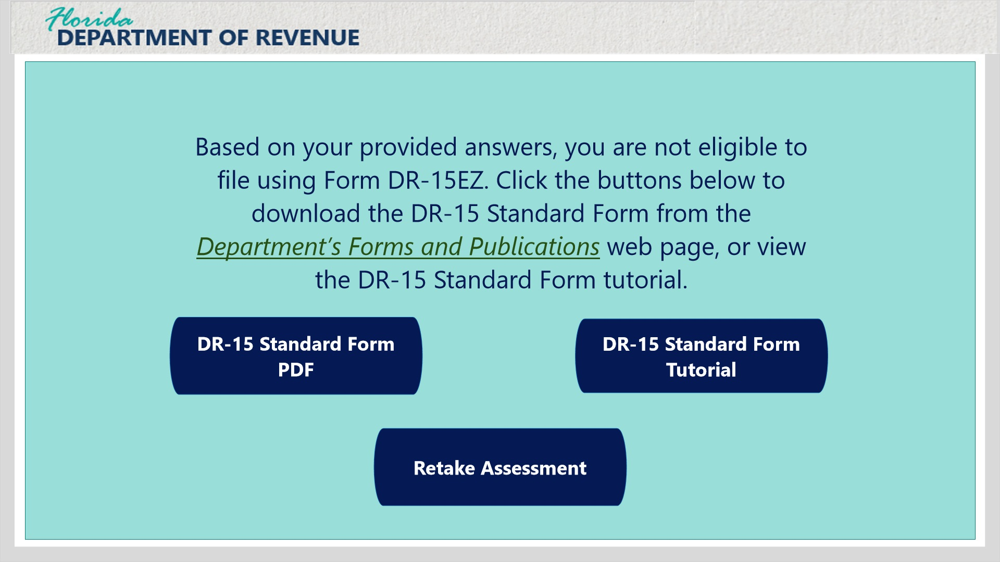 Florida
DEPARTMENT OF REVENUE
Based on your provided answers, you are not eligible to
file using Form DR-15EZ. Click the buttons below to
download the DR-15 Standard Form from the
Department's Forms and Publications web page, or view
the DR-15 Standard Form tutorial.
DR-15 Standard Form
PDF
DR-15 Standard Form
Tutorial
Retake Assessment